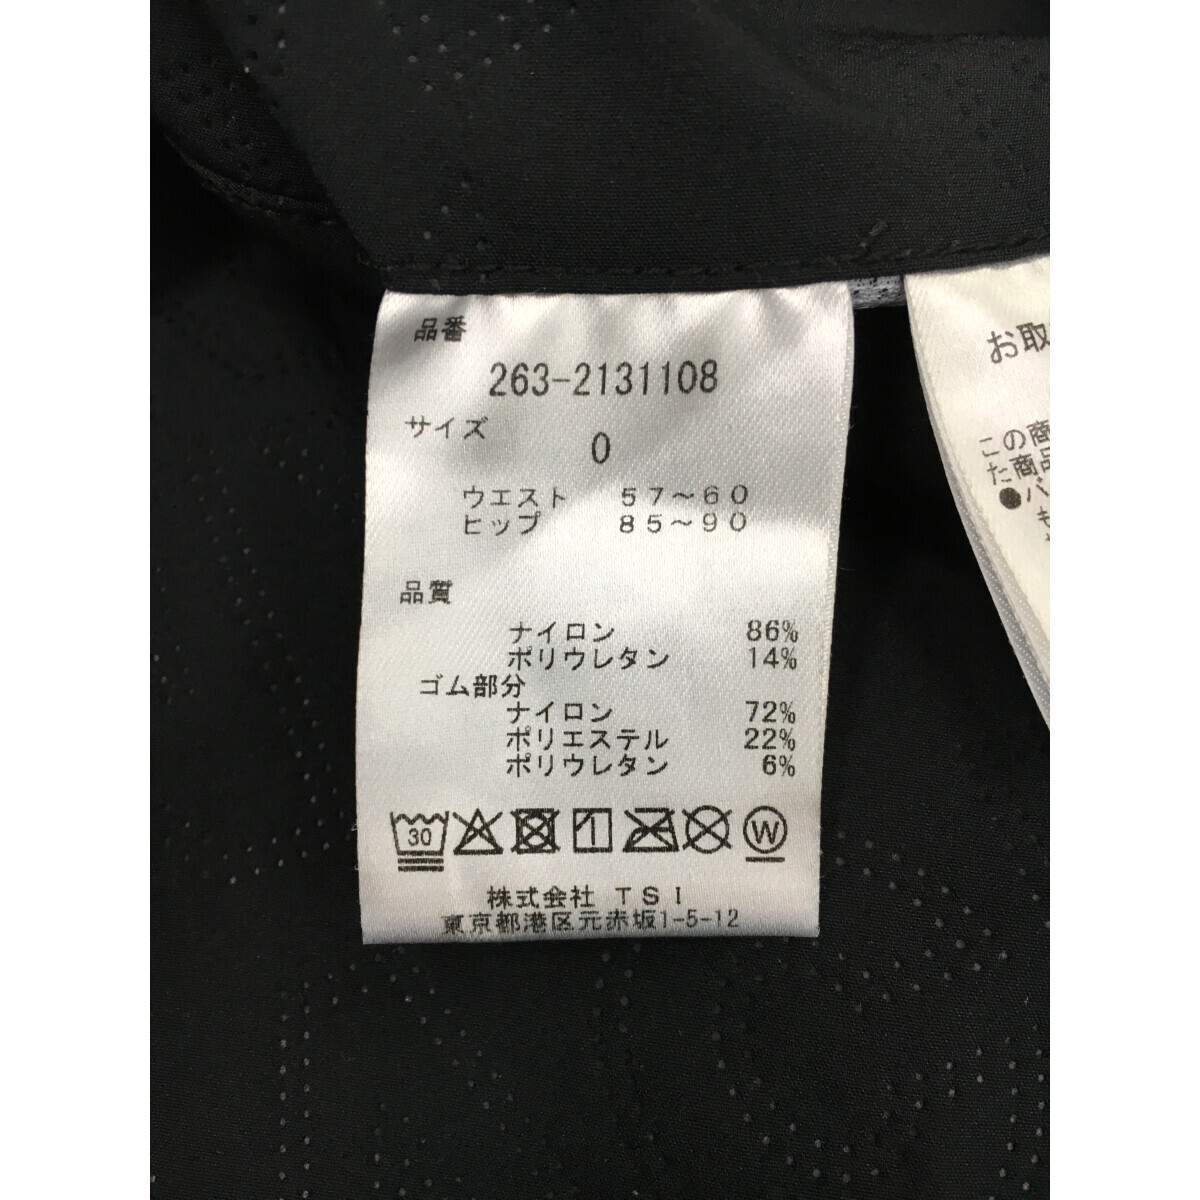 品番
263-2131108
サイズ
0
ウエスト 57～60
ヒップ 85～90
品質
ナイロン 86%
ポリウレタン 14%
ゴム部分
ナイロン 72%
ポリエステル 22%
ポリウレタン 6%
30
1
W
株式会社 TSI
東京都港区元赤坂1-5-12
お取
この商
た商品
●バ
も